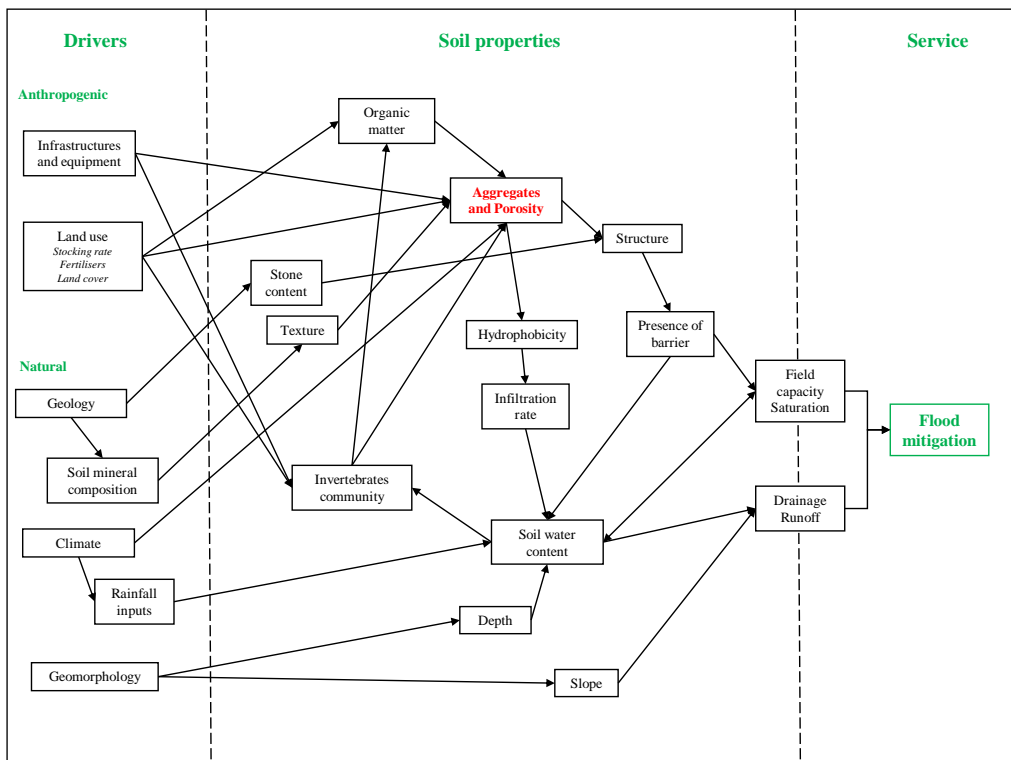 Drivers
Soil properties
Service
Anthropogenic
Infrastructures
and equipment
Land use
Stocking rate
Fertilisers
Land cover
Natural
Geology
Soil mineral
composition
Climate
Rainfall
inputs
Geomorphology
Organic
matter
Aggregates
and Porosity
Structure
Stone
content
Texture
Hydrophobicity
Presence of
barrier
Infiltration
rate
Invertebrates
community
Soil water
content
Depth
Slope
Field
capacity
Saturation
Drainage
Runoff
Flood
mitigation